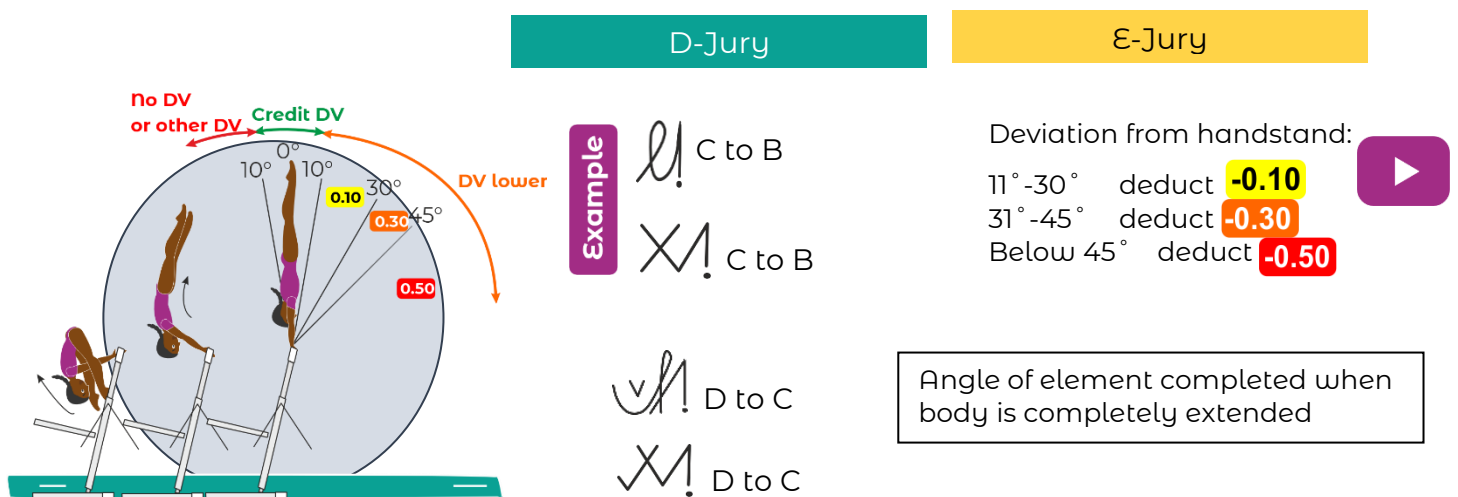 D-Jury
E-Jury
No DV
or other DV
Credit DV
DV lower
10°
0°
10°
30°
45°
0.10
0.30
0.50
Example
C to B
C to B
D to C
D to C
Deviation from handstand:
11°-30° deduct -0.10
31°-45° deduct -0.30
Below 45° deduct -0.50
Angle of element completed when
body is completely extended